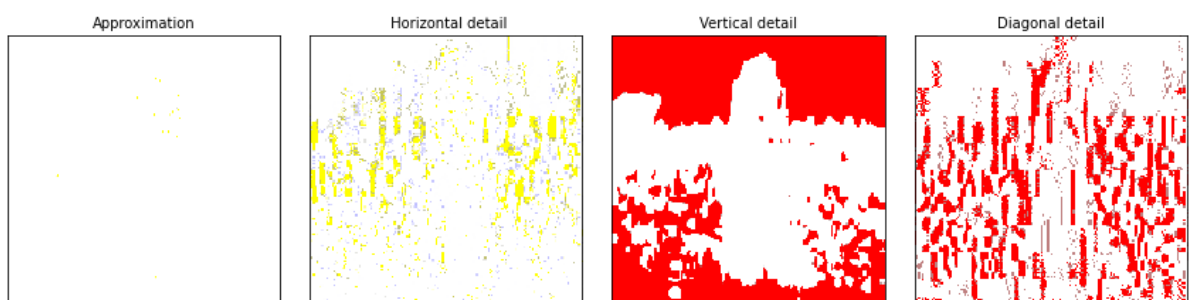 Approximation
Horizontal detail
Vertical detail
Diagonal detail